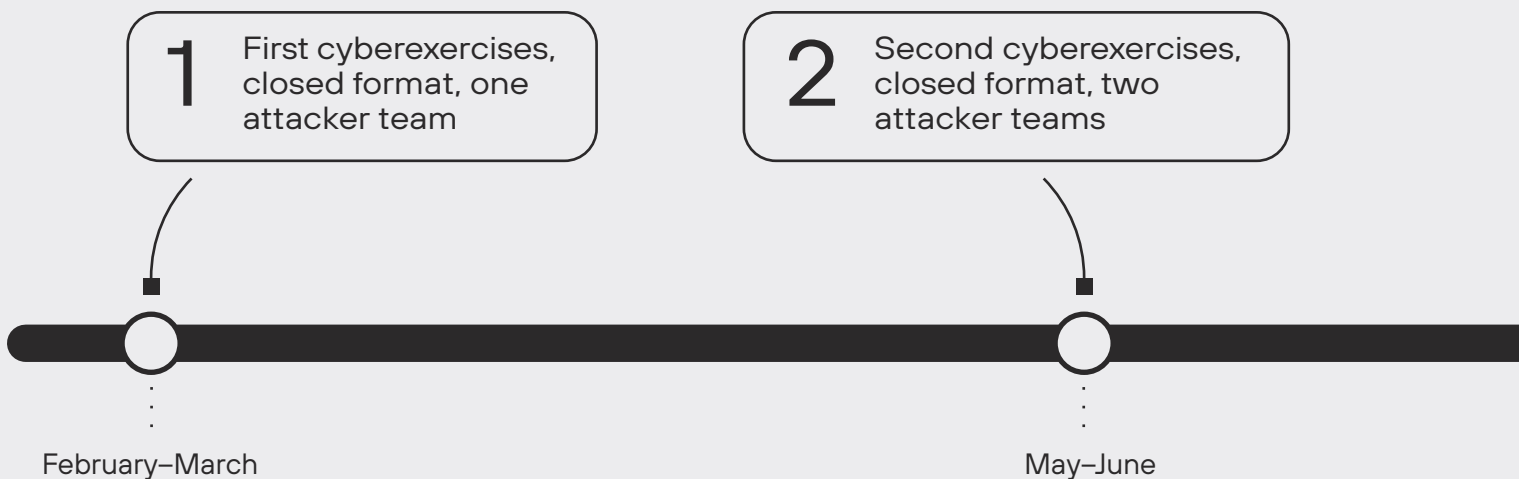 1
First cyberexercises,
closed format, one
attacker team
2
Second cyberexercises,
closed format, two
attacker teams
February–March
May–June